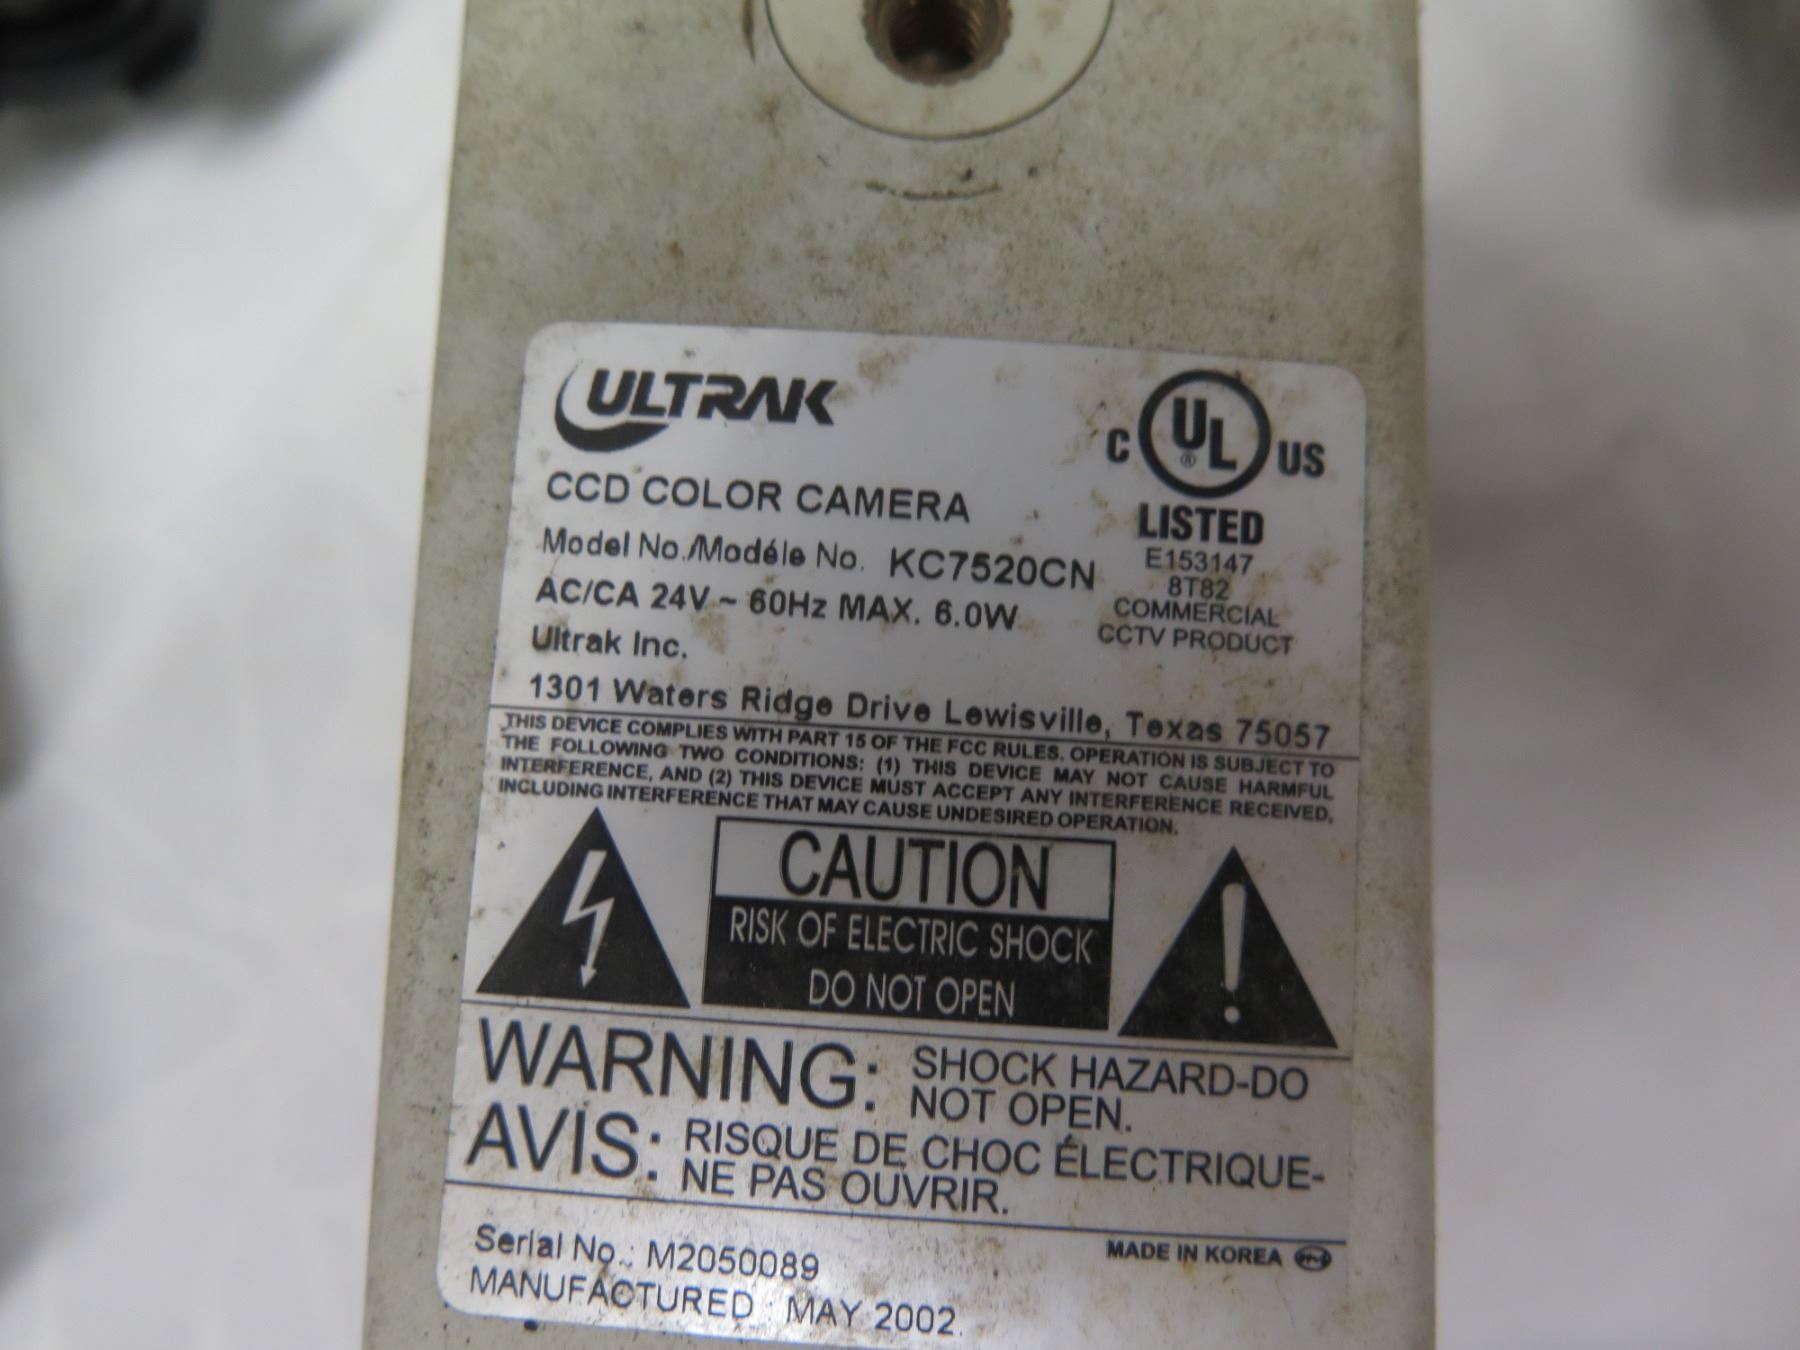 ULTRAK
CCD COLOR CAMERA
Model No./Modéle No. KC7520CN
AC/CA 24V ~ 60Hz MAX. 6.0W
Ultrak Inc.
1301 Waters Ridge Drive Lewisville, Texas 75057
C UL ® US
LISTED
E153147
8T82
COMMERCIAL
CCTV PRODUCT
THIS DEVICE COMPLIES WITH PART 15 OF THE FCC RULES. OPERATION IS SUBJECT TO
THE FOLLOWING TWO CONDITIONS: (1) THIS DEVICE MAY NOT CAUSE HARMFUL
INTERFERENCE, AND (2) THIS DEVICE MUST ACCEPT ANY INTERFERENCE RECEIVED,
INCLUDING INTERFERENCE THAT MAY CAUSE UNDESIRED OPERATION.
CAUTION
RISK OF ELECTRIC SHOCK
DO NOT OPEN
WARNING: SHOCK HAZARD-DO
NOT OPEN.
AVIS: RISQUE DE CHOC ÉLECTRIQUE-
NE PAS OUVRIR.
Serial No.: M2050089
MANUFACTURED : MAY 2002
MADE IN KOREA